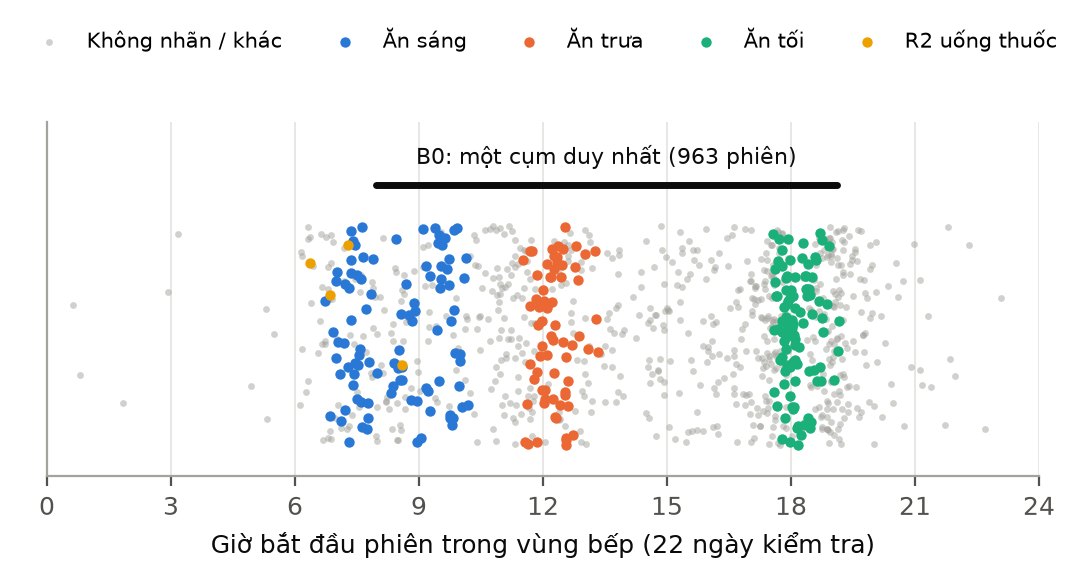 Không nhãn / khác Ăn sáng Ăn trưa Ăn tối R2 uống thuốc
B0: một cụm duy nhất (963 phiên)
0 3 6 9 12 15 18 21 24
Giờ bắt đầu phiên trong vùng bếp (22 ngày kiểm tra)